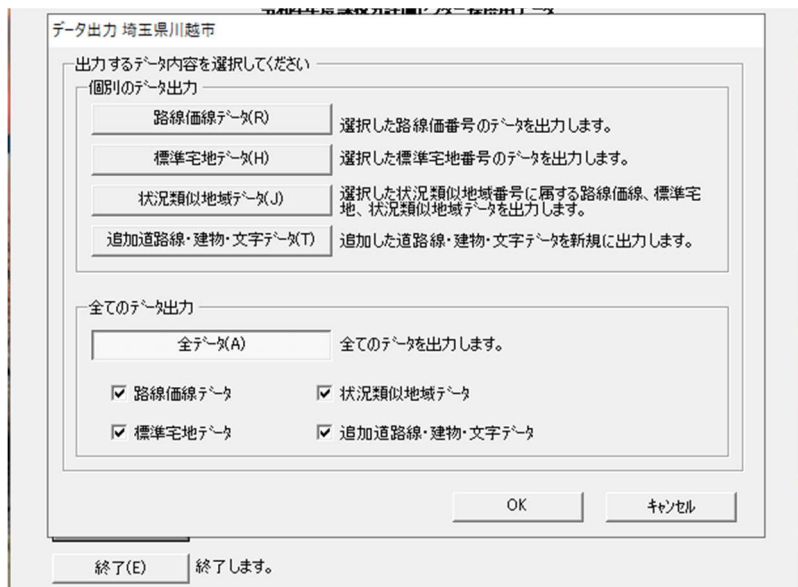 データ出力 埼玉県川越市
出力するデータ内容を選択してください
個別のデータ出力
路線価線データ(R)
選択した路線価番号のデータを出力します。
標準宅地データ(H)
選択した標準宅地番号のデータを出力します。
状況類似地域データ(J)
選択した状況類似地域番号に属する路線価線、標準宅
地、状況類似地域データを出力します。
追加道路線・建物・文字データ(T)
追加した道路線・建物・文字データを新規に出力します。
全てのデータ出力
全データ(A)
全てのデータを出力します。
路線価線データ
状況類似地域データ
標準宅地データ
追加道路線・建物・文字データ
OK
キャンセル
終了(E)
終了します。